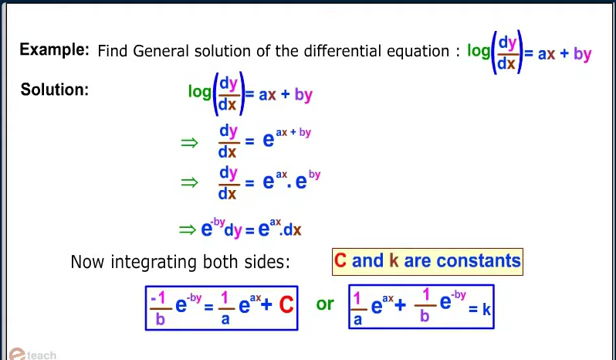 Example: Find General solution of the differential equation : log(dy/dx) = ax + by
Solution:
log(dy/dx) = ax + by
⇒ dy/dx = e^(ax + by)
⇒ dy/dx = e^(ax) . e^(by)
⇒ e^(-by) dy = e^(ax) . dx
Now integrating both sides: C and k are constants
-1/b e^(-by) = 1/a e^(ax) + C or 1/a e^(ax) + 1/b e^(-by) = k
e teach